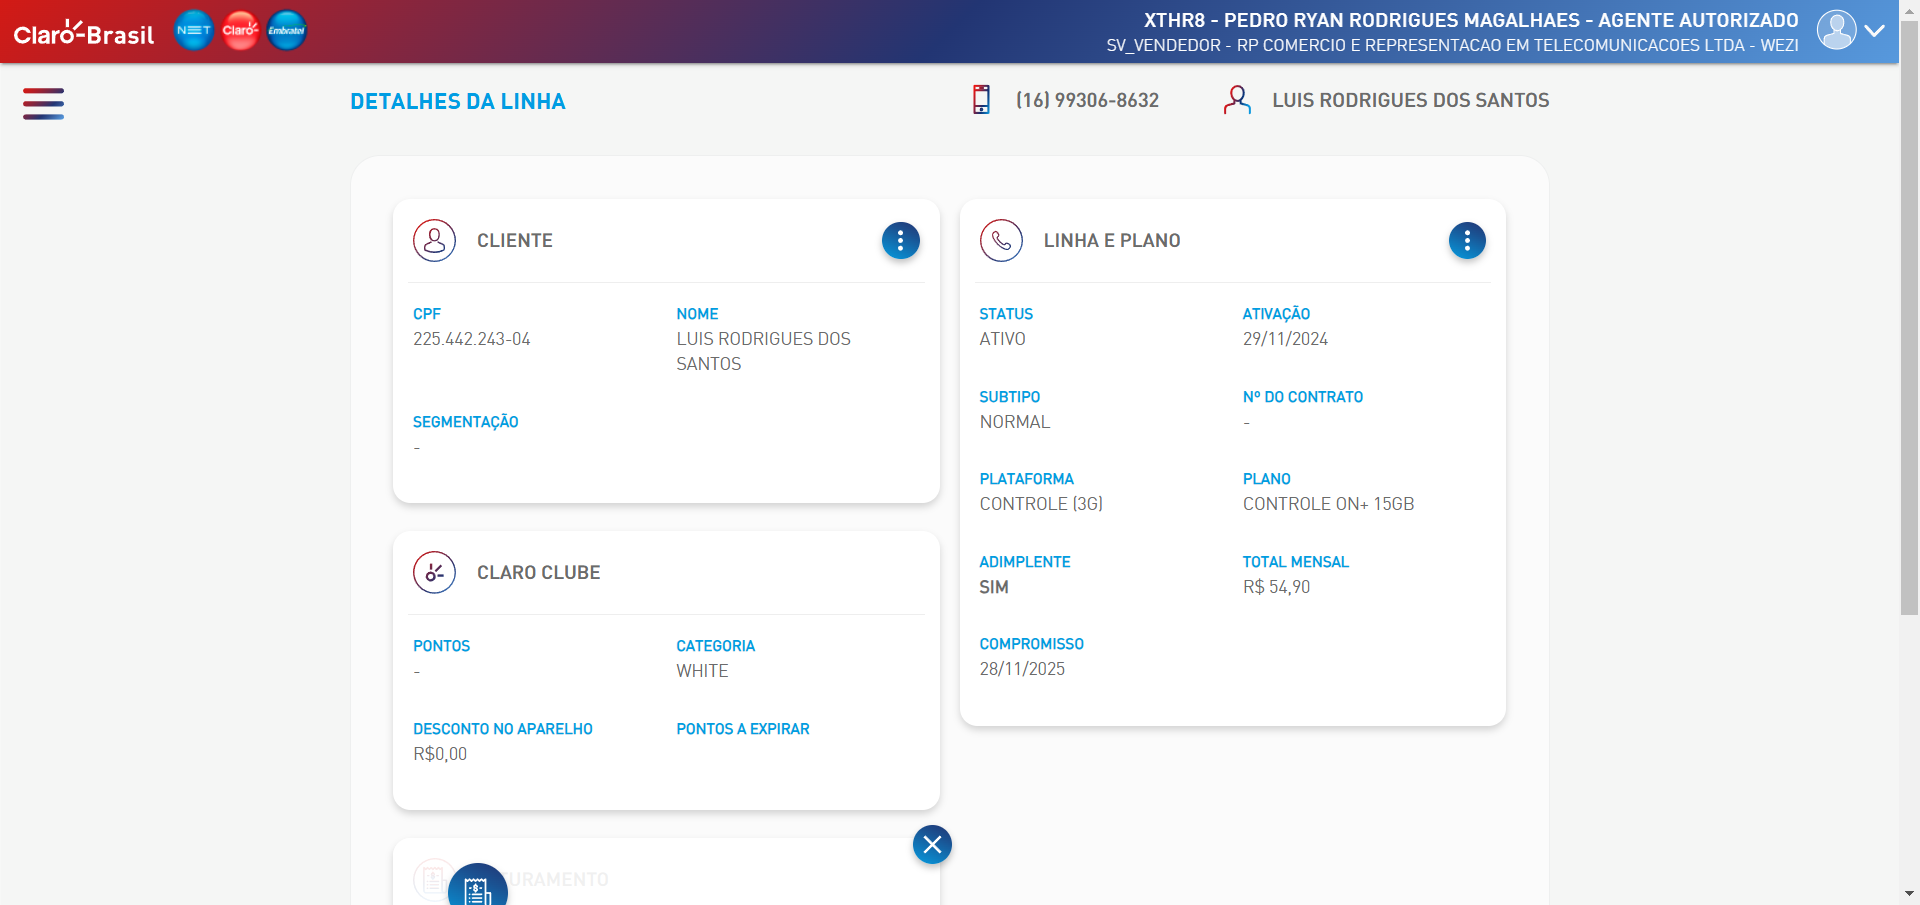 Claro-Brasil
NET
Claro
Embratel
XTHR8 - PEDRO RYAN RODRIGUES MAGALHAES - AGENTE AUTORIZADO
SV_VENDEDOR - RP COMERCIO E REPRESENTACAO EM TELECOMUNICACOES LTDA - WEZI
DETALHES DA LINHA
(16) 99306-8632
LUIS RODRIGUES DOS SANTOS
CLIENTE
CPF
225.442.243-04
NOME
LUIS RODRIGUES DOS
SANTOS
SEGMENTAÇÃO
-
CLARO CLUBE
PONTOS
-
CATEGORIA
WHITE
DESCONTO NO APARELHO
R$0,00
PONTOS A EXPIRAR
LINHA E PLANO
STATUS
ATIVO
ATIVAÇÃO
29/11/2024
SUBTIPO
NORMAL
Nº DO CONTRATO
-
PLATAFORMA
CONTROLE (3G)
PLANO
CONTROLE ON+ 15GB
ADIMPLENTE
SIM
TOTAL MENSAL
R$ 54,90
COMPROMISSO
28/11/2025
URAMENTO